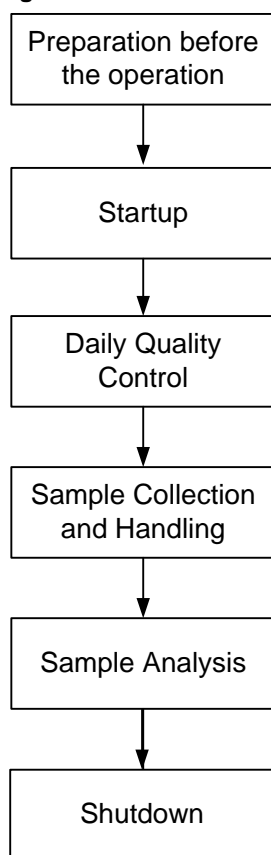 Preparation before
the operation
Startup
Daily Quality
Control
Sample Collection
and Handling
Sample Analysis
Shutdown